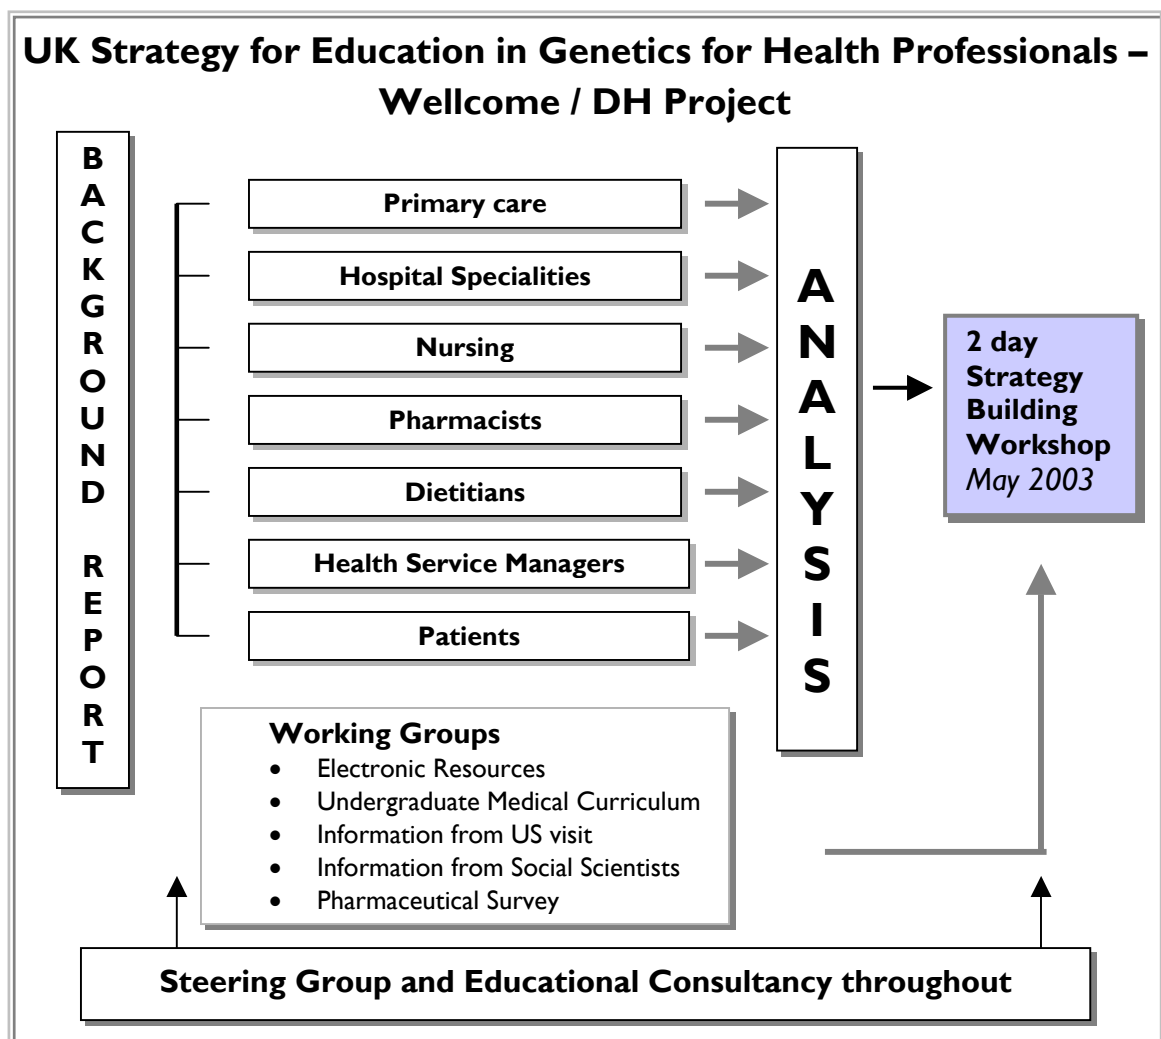 UK Strategy for Education in Genetics for Health Professionals –
Wellcome / DH Project
BACKGROUND REPORT
Primary care
Hospital Specialities
Nursing
Pharmacists
Dietitians
Health Service Managers
Patients
ANALYSIS
2 day
Strategy
Building
Workshop
May 2003
Working Groups
• Electronic Resources
• Undergraduate Medical Curriculum
• Information from US visit
• Information from Social Scientists
• Pharmaceutical Survey
Steering Group and Educational Consultancy throughout